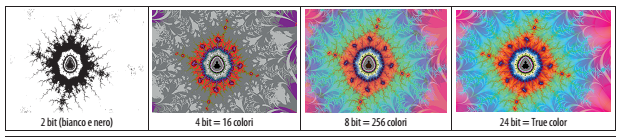 2 bit (bianco e nero)
4 bit = 16 colori
8 bit = 256 colori
24 bit = True color